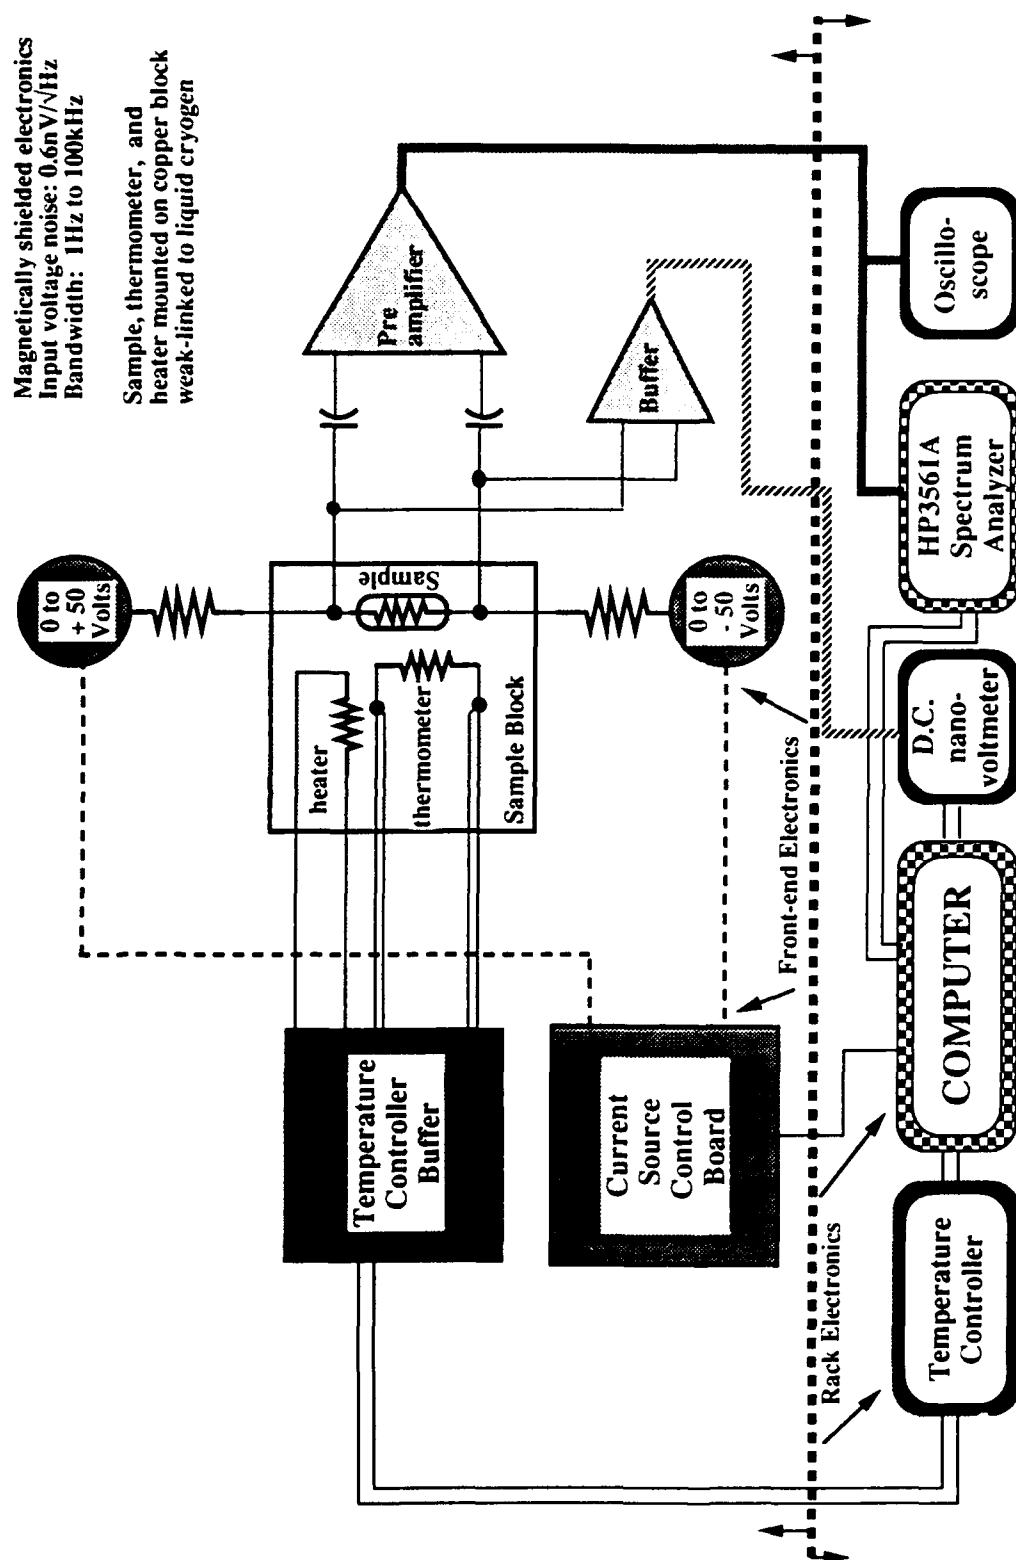 Magnetically shielded electronics
Input voltage noise: 0.6nV/√Hz
Bandwidth: 1Hz to 100kHz
Sample, thermometer, and
heater mounted on copper block
weak-linked to liquid cryogen
0 to
+ 50
Volts
Pre
amplifier
Buffer
Sample
heater
thermometer
Sample Block
0 to
- 50
Volts
Temperature
Controller
Buffer
Current
Source
Control
Board
Front-end Electronics
Rack Electronics
Temperature
Controller
COMPUTER
D.C.
nano-
voltmeter
HP3561A
Spectrum
Analyzer
Oscillo-
scope